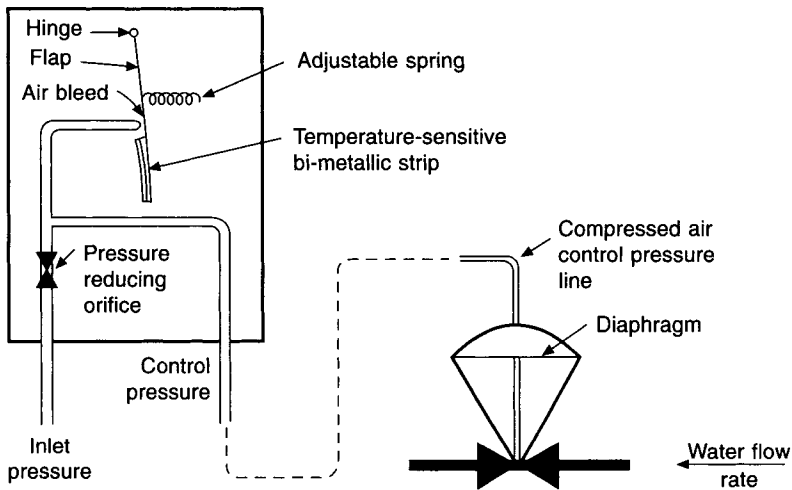 Hinge
Flap
Air bleed
Adjustable spring
Temperature-sensitive
bi-metallic strip
Pressure
reducing
orifice
Control
pressure
Inlet
pressure
Compressed air
control pressure
line
Diaphragm
Water flow
rate